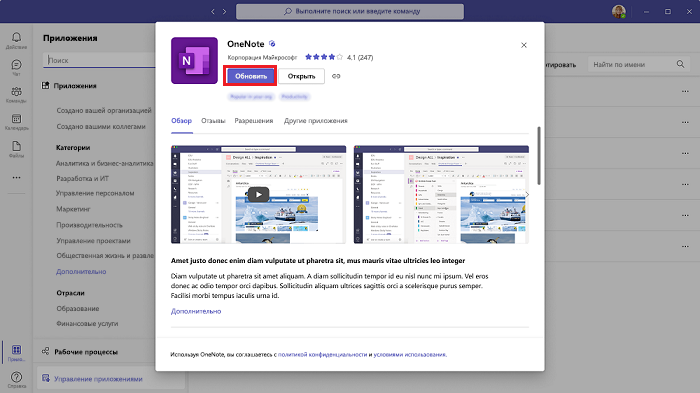 Выполните поиск или введите команду
Действия
Чат
Команды
Календарь
Файлы
Прило...
Справка
Приложения
Поиск
Приложения
Создано вашей организацией
Создано вашими коллегами
Категории
Аналитика и бизнес-аналитика
Разработка и ИТ
Управление персоналом
Маркетинг
Производительность
Управление проектами
Общественная жизнь и развле
Дополнительно
Отрасли
Образование
Финансовые услуги
Рабочие процессы
Управление приложениями
Найти по имени
OneNote
Корпорация Майкрософт 4.1 (247)
Обновить Открыть
Обзор Отзывы Разрешения Другие приложения
Amet justo donec enim diam vulputate ut pharetra sit, mus mauris vitae ultricies leo integer
Diam vulputate ut pharetra sit amet aliquam. A diam sollicitudin tempor id eu nisl nunc mi ipsum. Vel eros
donec ac odio tempor orci dapibus. Sollicitudin aliquam ultrices sagittis orci a scelerisque purus semper.
Facilisi morbi tempus iaculis urna id.
Дополнительно
Используя OneNote, вы соглашаетесь с политикой конфиденциальности и условиями использования.